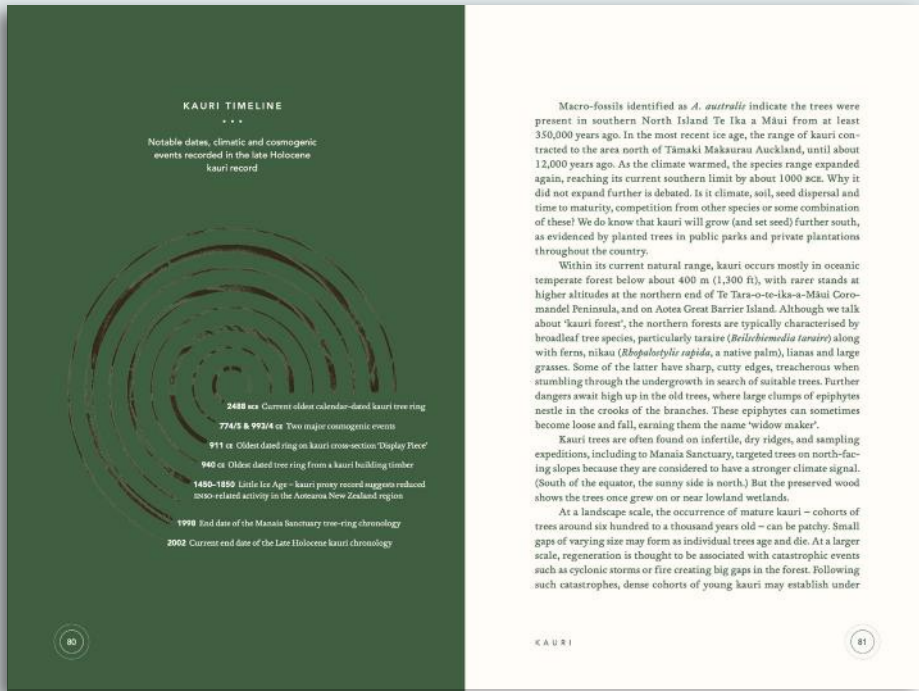 KAURI TIMELINE
• • •
Notable dates, climatic and cosmogenic
events recorded in the late Holocene
kauri record
2488 BCE Current oldest calendar-dated kauri tree ring
774/5 & 993/4 CE Two major cosmogenic events
911 CE Oldest dated ring on kauri cross-section ‘Display Piece’
940 CE Oldest dated tree ring from a kauri building timber
1450–1850 Little Ice Age – kauri proxy record suggests reduced
ENSO-related activity in the Aotearoa New Zealand region
1998 End date of the Manaia Sanctuary tree-ring chronology
2002 Current end date of the Late Holocene kauri chronology
80
Macro-fossils identified as A. australis indicate the trees were
present in southern North Island Te Ika a Māui from at least
350,000 years ago. In the most recent ice age, the range of kauri con-
tracted to the area north of Tāmaki Makaurau Auckland, until about
12,000 years ago. As the climate warmed, the species range expanded
again, reaching its current southern limit by about 1000 BCE. Why it
did not expand further is debated. Is it climate, soil, seed dispersal and
time to maturity, competition from other species or some combination
of these? We do know that kauri will grow (and set seed) further south,
as evidenced by planted trees in public parks and private plantations
throughout the country.
Within its current natural range, kauri occurs mostly in oceanic
temperate forest below about 400 m (1,300 ft), with rarer stands at
higher altitudes at the northern end of Te Tara-o-te-ika-a-Māui Coro-
mandel Peninsula, and on Aotea Great Barrier Island. Although we talk
about ‘kauri forest’, the northern forests are typically characterised by
broadleaf tree species, particularly taraire (Beilschiemedia taraire) along
with ferns, nikau (Rhopalostylis sapida, a native palm), lianas and large
grasses. Some of the latter have sharp, cutty edges, treacherous when
stumbling through the undergrowth in search of suitable trees. Further
dangers await high up in the old trees, where large clumps of epiphytes
nestle in the crooks of the branches. These epiphytes can sometimes
become loose and fall, earning them the name ‘widow maker’.
Kauri trees are often found on infertile, dry ridges, and sampling
expeditions, including to Manaia Sanctuary, targeted trees on north-fac-
ing slopes because they are considered to have a stronger climate signal.
(South of the equator, the sunny side is north.) But the preserved wood
shows the trees once grew on or near lowland wetlands.
At a landscape scale, the occurrence of mature kauri – cohorts of
trees around six hundred to a thousand years old – can be patchy. Small
gaps of varying size may form as individual trees age and die. At a larger
scale, regeneration is thought to be associated with catastrophic events
such as cyclonic storms or fire creating big gaps in the forest. Following
such catastrophes, dense cohorts of young kauri may establish under
KAURI
81